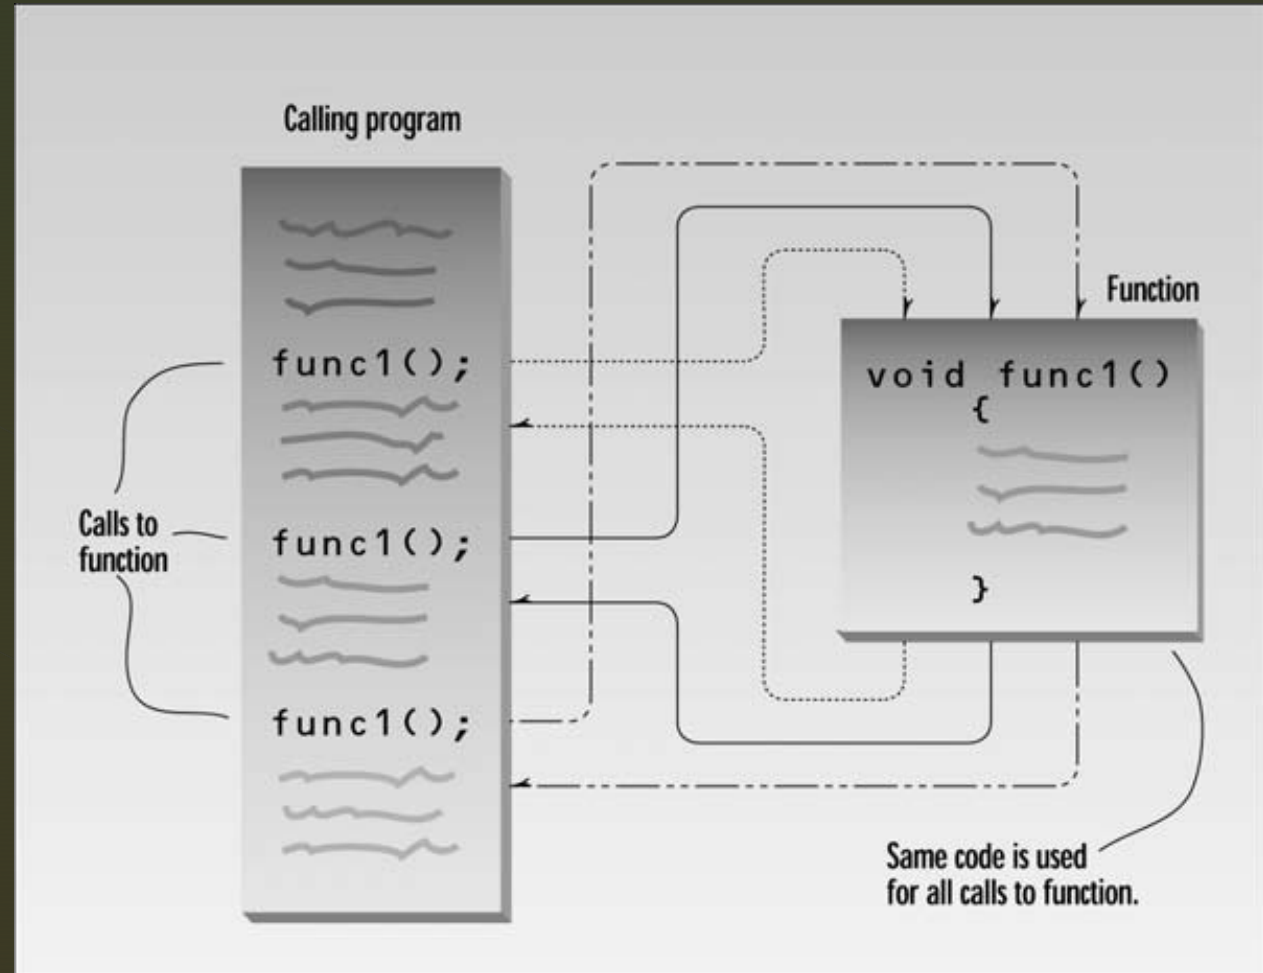 Calling program
func1();
func1();
func1();
Calls to
function
Function
void func1()
{
}
Same code is used
for all calls to function.